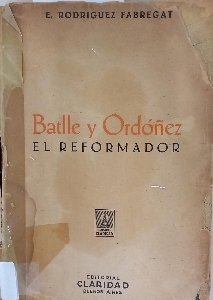 E. RODRIGUEZ FABREGAT
Batlle y Ordóñez
EL REFORMADOR
EDITORIAL
CLARIDAD
BUENOS AIRES